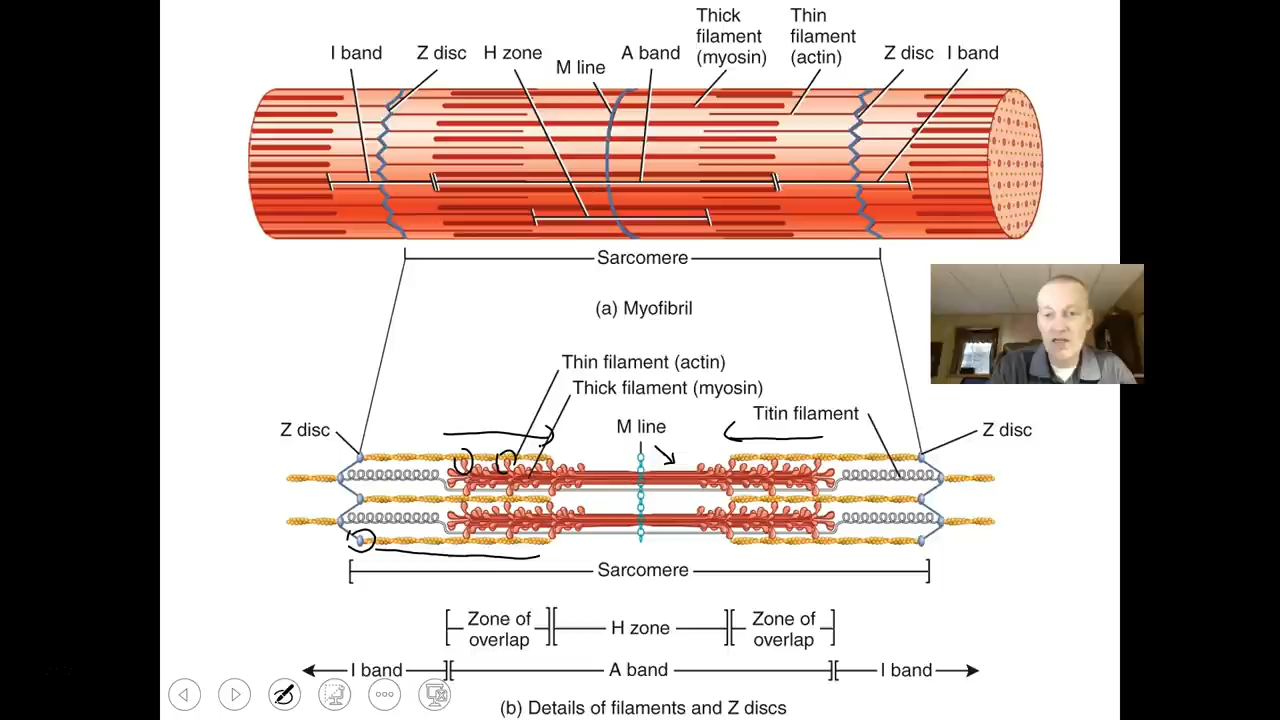 Thick
filament
(myosin)
Thin
filament
(actin)
I band
Z disc
H zone
M line
A band
Z disc
I band
Sarcomere
(a) Myofibril
Thin filament (actin)
Thick filament (myosin)
Titin filament
M line
Z disc
Z disc
Sarcomere
Zone of
overlap
H zone
Zone of
overlap
I band
A band
I band
(b) Details of filaments and Z discs